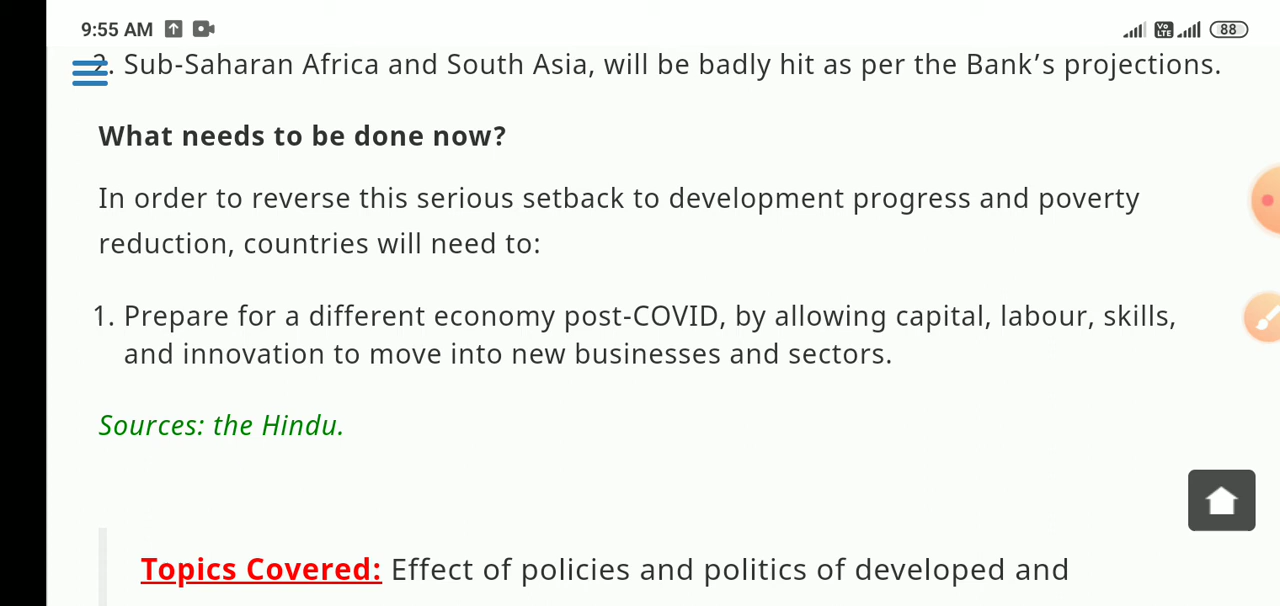 9:55 AM
Vo LTE
88
2. Sub-Saharan Africa and South Asia, will be badly hit as per the Bank’s projections.
What needs to be done now?
In order to reverse this serious setback to development progress and poverty
reduction, countries will need to:
1. Prepare for a different economy post-COVID, by allowing capital, labour, skills,
and innovation to move into new businesses and sectors.
Sources: the Hindu.
Topics Covered: Effect of policies and politics of developed and